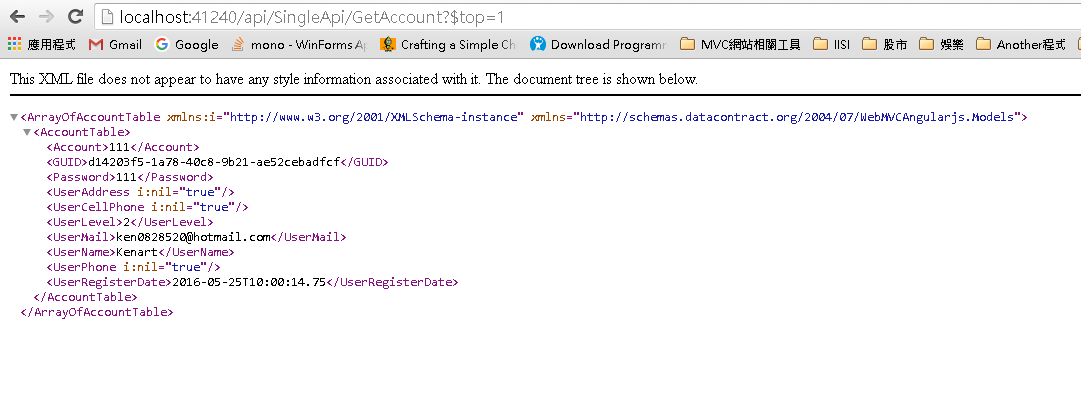 localhost:41240/api/SingleApi/GetAccount?$top=1
應用程式 Gmail Google mono - WinForms Ap Crafting a Simple Ch Download Programm MVC網站相關工具 IISI 股市 娛樂 Another程式
This XML file does not appear to have any style information associated with it. The document tree is shown below.
<ArrayOfAccountTable xmlns:i="http://www.w3.org/2001/XMLSchema-instance" xmlns="http://schemas.datacontract.org/2004/07/WebMVCAngularjs.Models">
<AccountTable>
<Account>111</Account>
<GUID>d14203f5-1a78-40c8-9b21-ae52cebadfcf</GUID>
<Password>111</Password>
<UserAddress i:nil="true"/>
<UserCellPhone i:nil="true"/>
<UserLevel>2</UserLevel>
<UserMail>ken0828520@hotmail.com</UserMail>
<UserName>Kenart</UserName>
<UserPhone i:nil="true"/>
<UserRegisterDate>2016-05-25T10:00:14.75</UserRegisterDate>
</AccountTable>
</ArrayOfAccountTable>